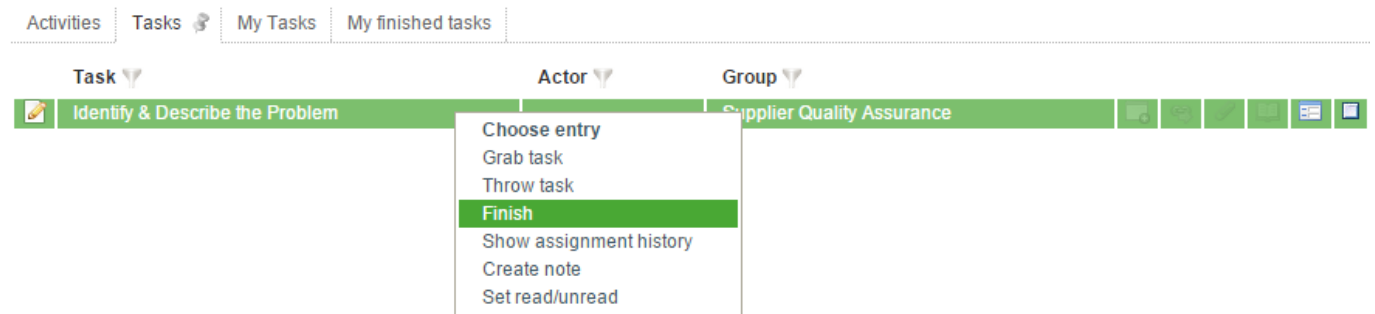 Activities Tasks My Tasks My finished tasks
Task Actor Group
Identify & Describe the Problem Supplier Quality Assurance
Choose entry
Grab task
Throw task
Finish
Show assignment history
Create note
Set read/unread